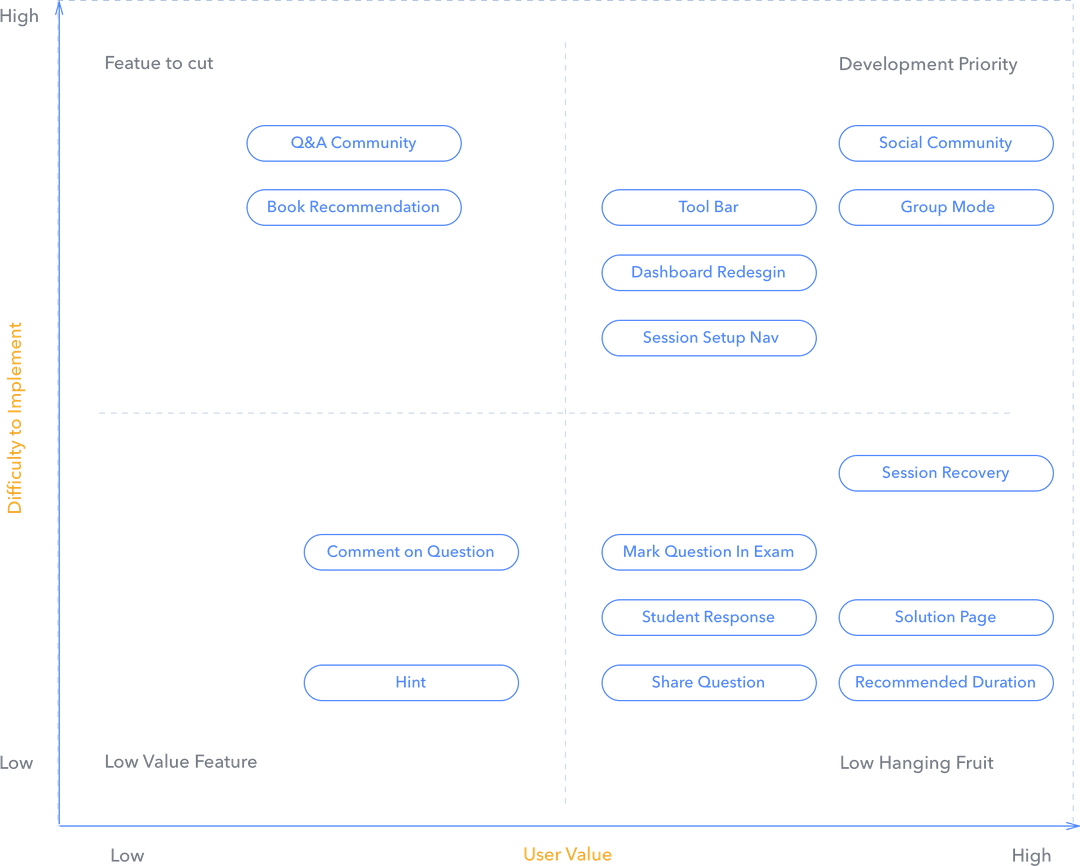 High
Featue to cut
Development Priority
Q&A Community
Social Community
Book Recommendation
Tool Bar
Group Mode
Dashboard Redesgin
Session Setup Nav
Difficulty to Implement
Session Recovery
Comment on Question
Mark Question In Exam
Student Response
Solution Page
Hint
Share Question
Recommended Duration
Low
Low Value Feature
Low Hanging Fruit
Low
User Value
High